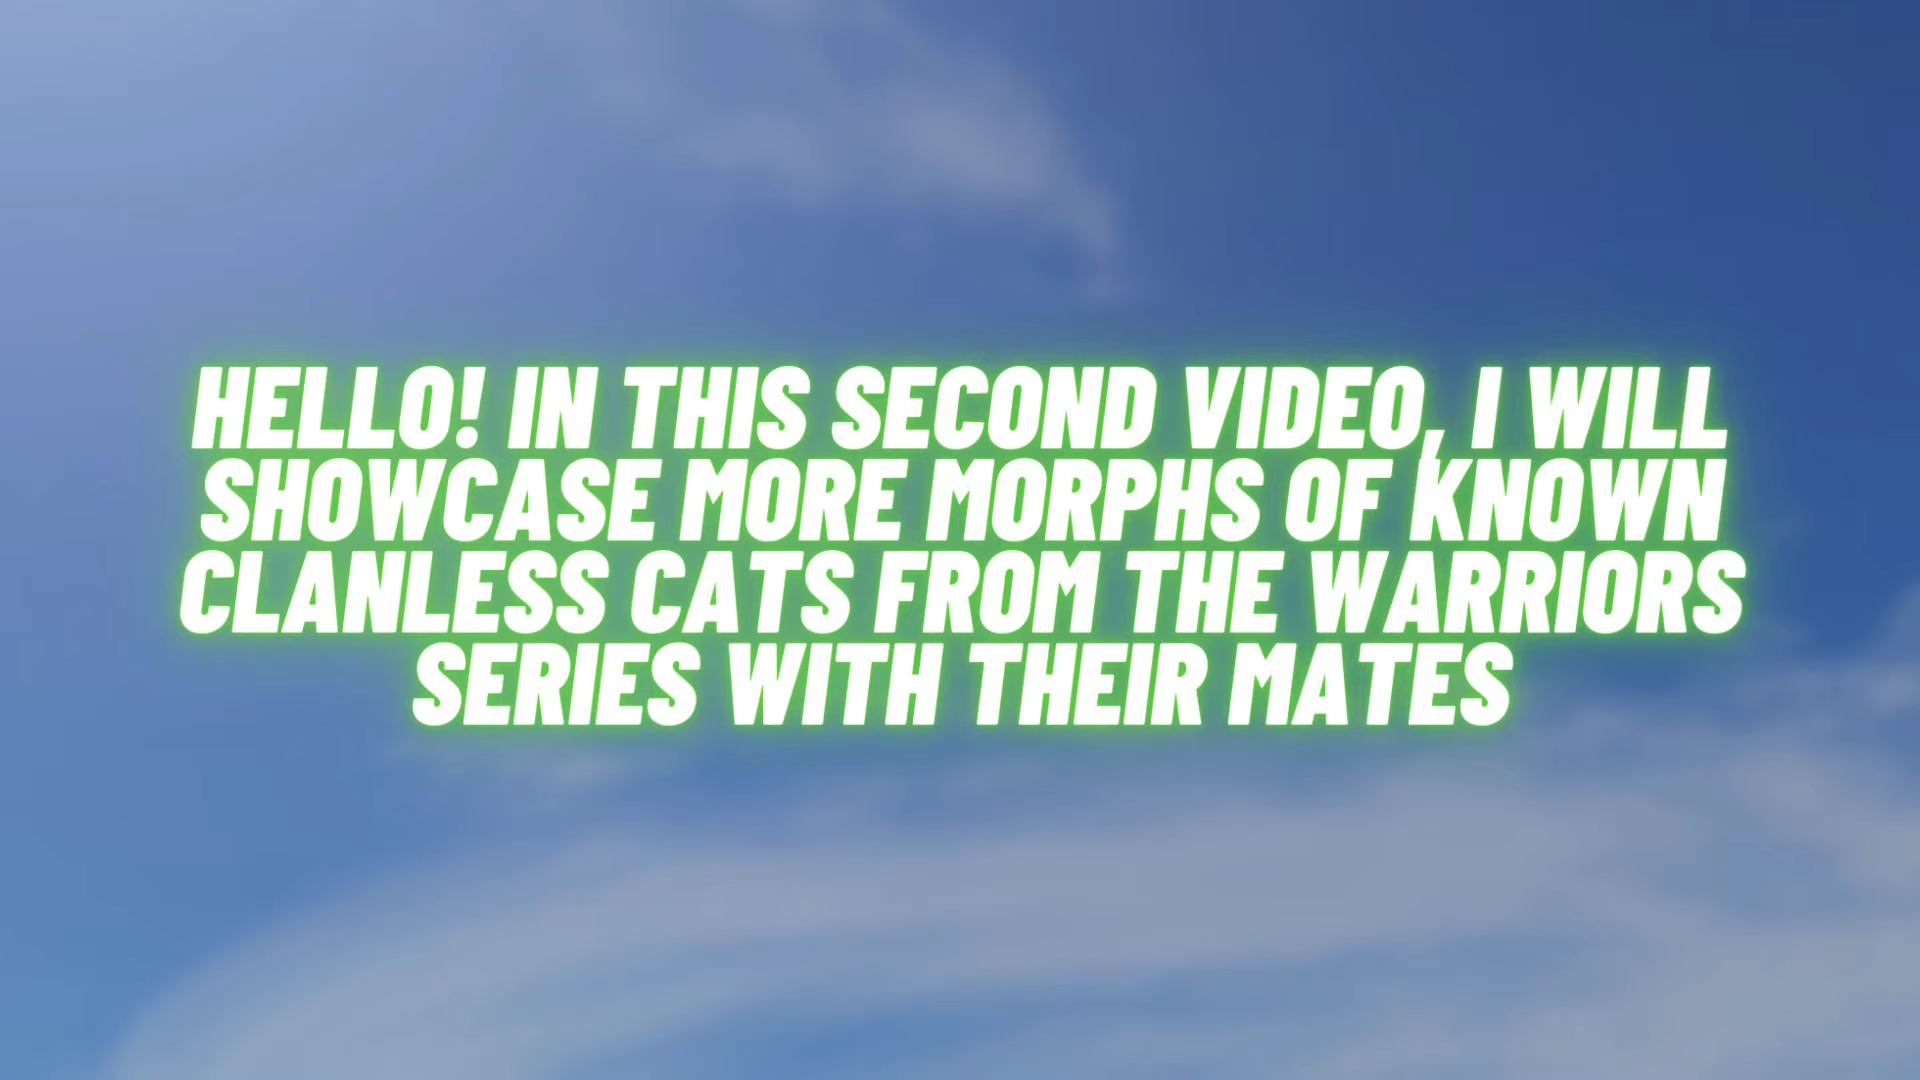 HELLO! IN THIS SECOND VIDEO, I WILL
SHOWCASE MORE MORPHS OF KNOWN
CLANLESS CATS FROM THE WARRIORS
SERIES WITH THEIR MATES